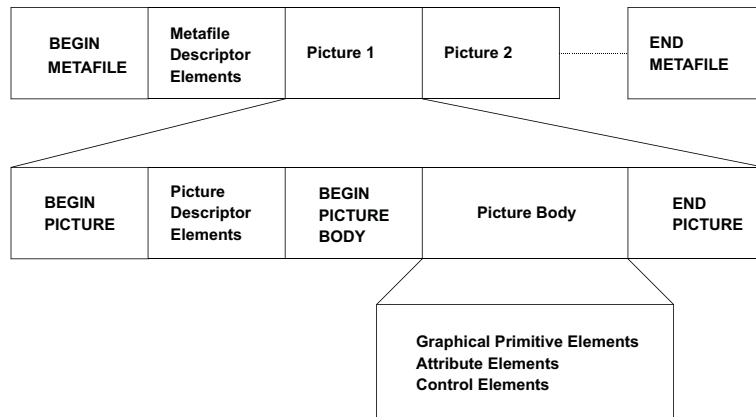 BEGIN
METAFILE
Metafile
Descriptor
Elements
Picture 1
Picture 2
END
METAFILE
BEGIN
PICTURE
Picture
Descriptor
Elements
BEGIN
PICTURE
BODY
Picture Body
END
PICTURE
Graphical Primitive Elements
Attribute Elements
Control Elements